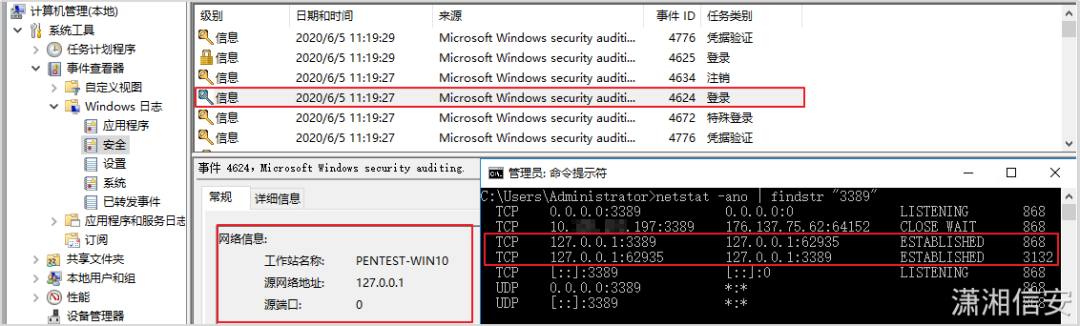 计算机管理(本地)
系统工具
任务计划程序
事件查看器
自定义视图
Windows 日志
应用程序
安全
设置
系统
已转发事件
应用程序和服务日志
订阅
共享文件夹
本地用户和组
性能
设备管理器
级别 日期和时间 来源 事件 ID 任务类别
信息 2020/6/5 11:19:29 Microsoft Windows security auditi... 4776 凭据验证
信息 2020/6/5 11:19:29 Microsoft Windows security auditi... 4625 登录
信息 2020/6/5 11:19:27 Microsoft Windows security auditi... 4634 注销
信息 2020/6/5 11:19:27 Microsoft Windows security auditi... 4624 登录
信息 2020/6/5 11:19:27 Microsoft Windows security auditi... 4672 特殊登录
信息 2020/6/5 11:19:27 Microsoft Windows security auditi... 4776 凭据验证
事件 4624, Microsoft Windows security auditing.
常规 详细信息
网络信息:
工作站名称: PENTEST-WIN10
源网络地址: 127.0.0.1
源端口: 0
管理员: 命令提示符
C:\Users\Administrator>netstat -ano | findstr "3389"
TCP 0.0.0.0:3389 0.0.0.0:0 LISTENING 868
TCP 10. .197:3389 176.137.75.62:64152 CLOSE_WAIT 868
TCP 127.0.0.1:3389 127.0.0.1:62935 ESTABLISHED 868
TCP 127.0.0.1:62935 127.0.0.1:3389 ESTABLISHED 3132
TCP [::]:3389 [::]:0 LISTENING 868
UDP 0.0.0.0:3389 *:* 868
UDP [::]:3389 *:* 868
潇湘信安